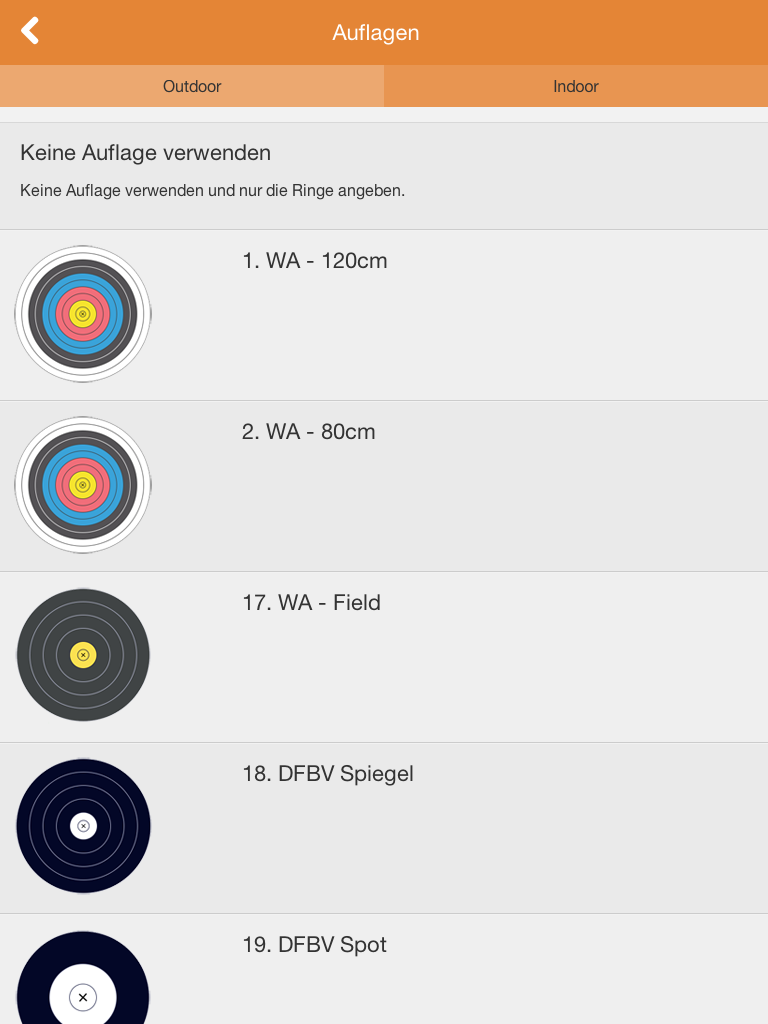 Auflagen
Outdoor
Indoor
Keine Auflage verwenden
Keine Auflage verwenden und nur die Ringe angeben.
1. WA - 120cm
2. WA - 80cm
17. WA - Field
18. DFBV Spiegel
19. DFBV Spot